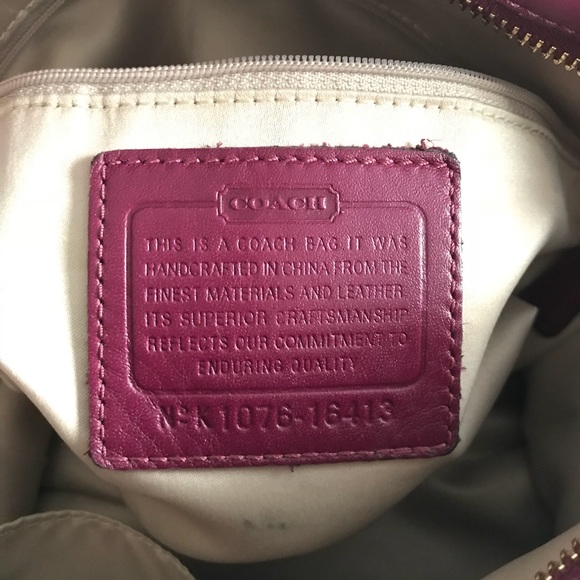 COACH
THIS IS A COACH BAG. IT WAS
HANDCRAFTED IN CHINA FROM THE
FINEST MATERIALS AND LEATHER
ITS SUPERIOR CRAFTSMANSHIP
REFLECTS OUR COMMITMENT TO
ENDURING QUALITY
Nº K1076-16413